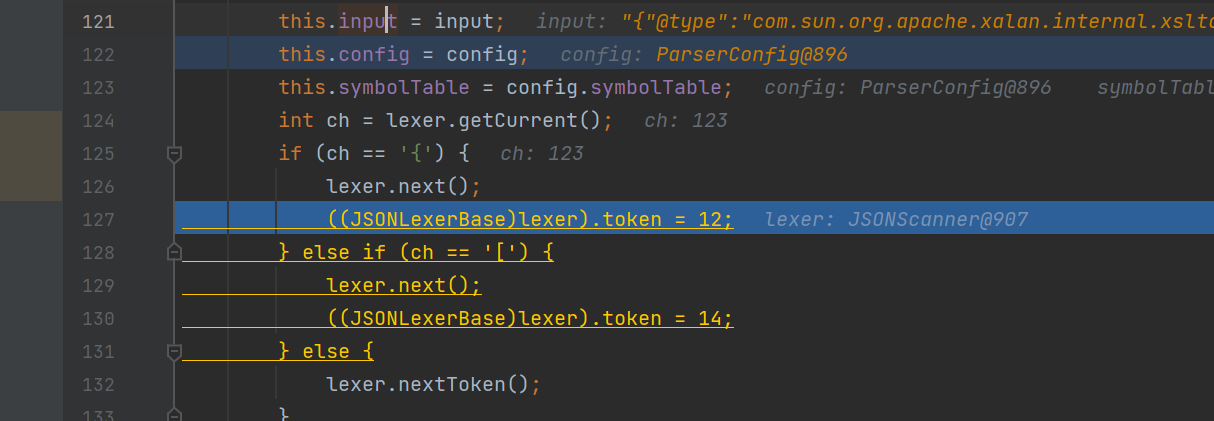 121 this.input = input; input: "{"@type":"com.sun.org.apache.xalan.internal.xsltc
122 this.config = config; config: ParserConfig@896
123 this.symbolTable = config.symbolTable; config: ParserConfig@896 symbolTabl
124 int ch = lexer.getCurrent(); ch: 123
125 if (ch == '{') { ch: 123
126 lexer.next();
127 ((JSONLexerBase)lexer).token = 12; lexer: JSONScanner@907
128 } else if (ch == '[') {
129 lexer.next();
130 ((JSONLexerBase)lexer).token = 14;
131 } else {
132 lexer.nextToken();
133 }